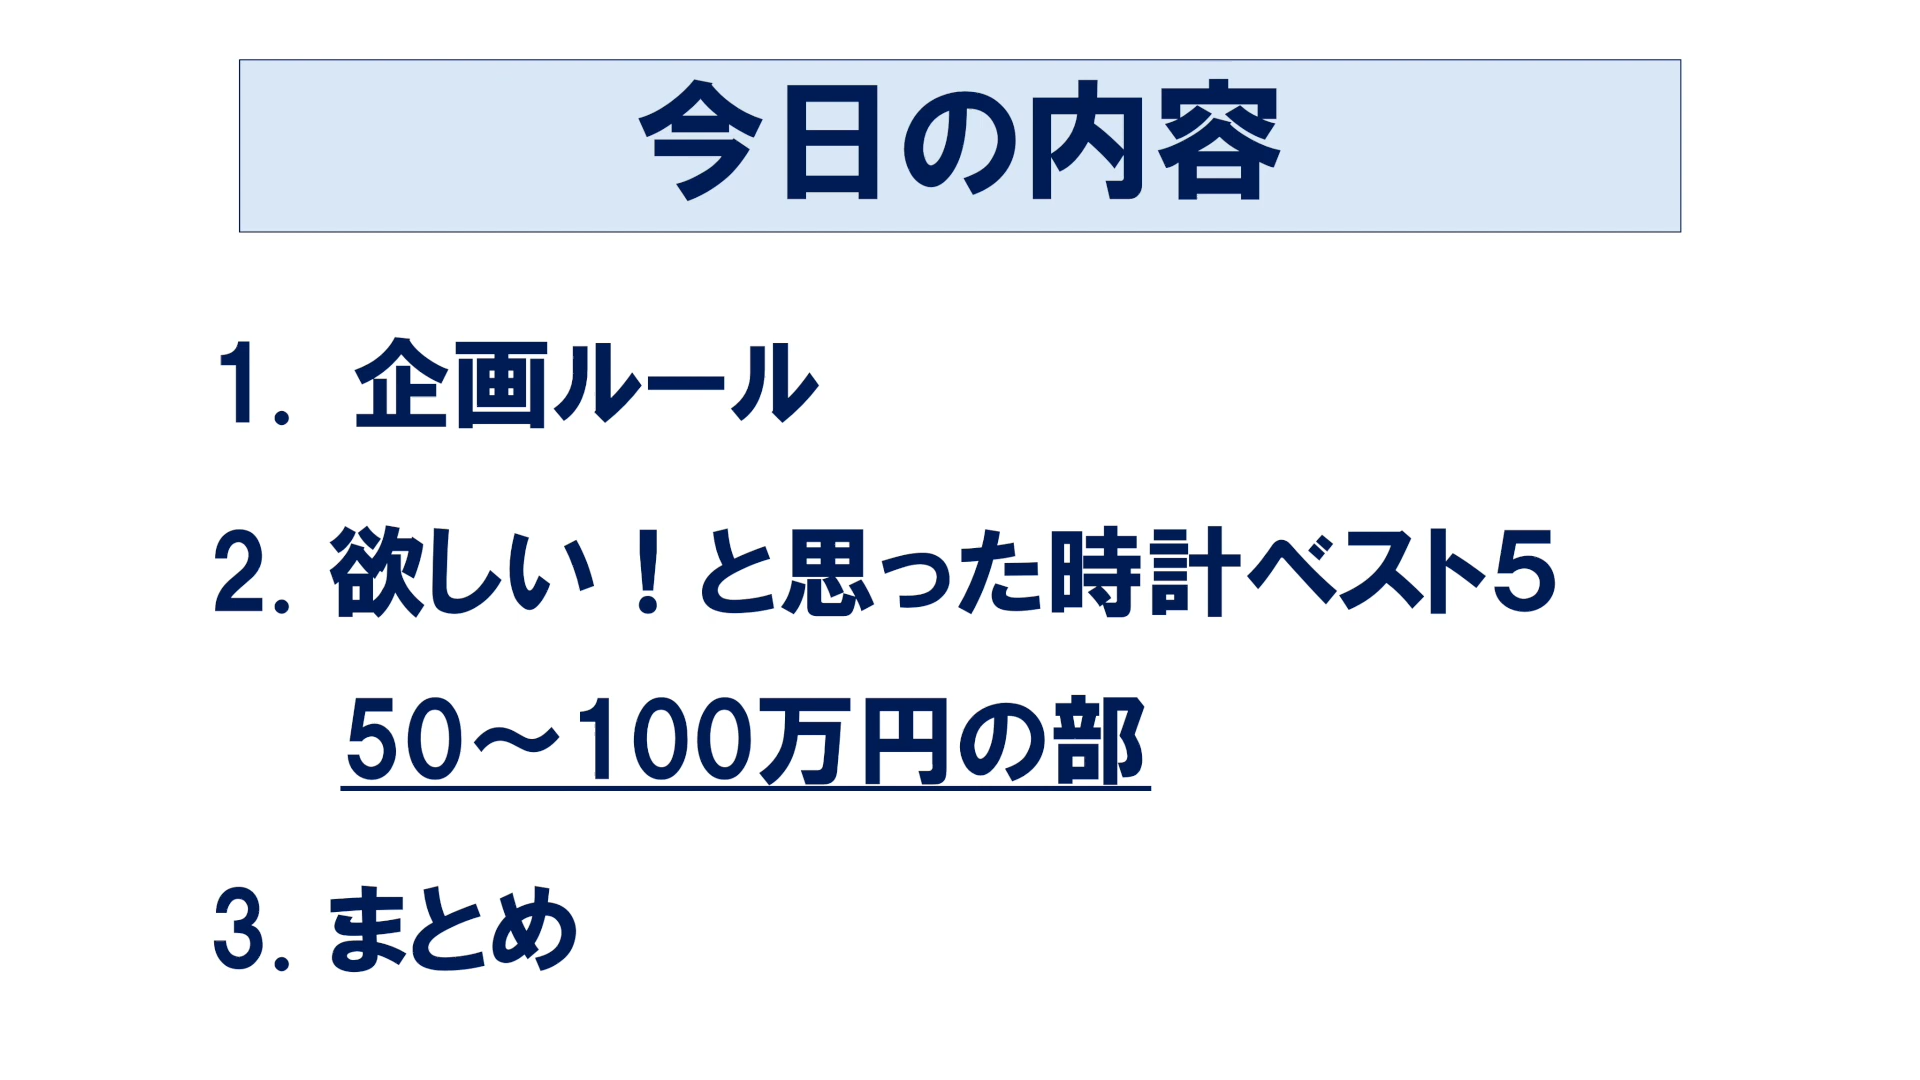 今日の内容
1. 企画ルール
2. 欲しい！と思った時計ベスト５
50～100万円の部
3. まとめ